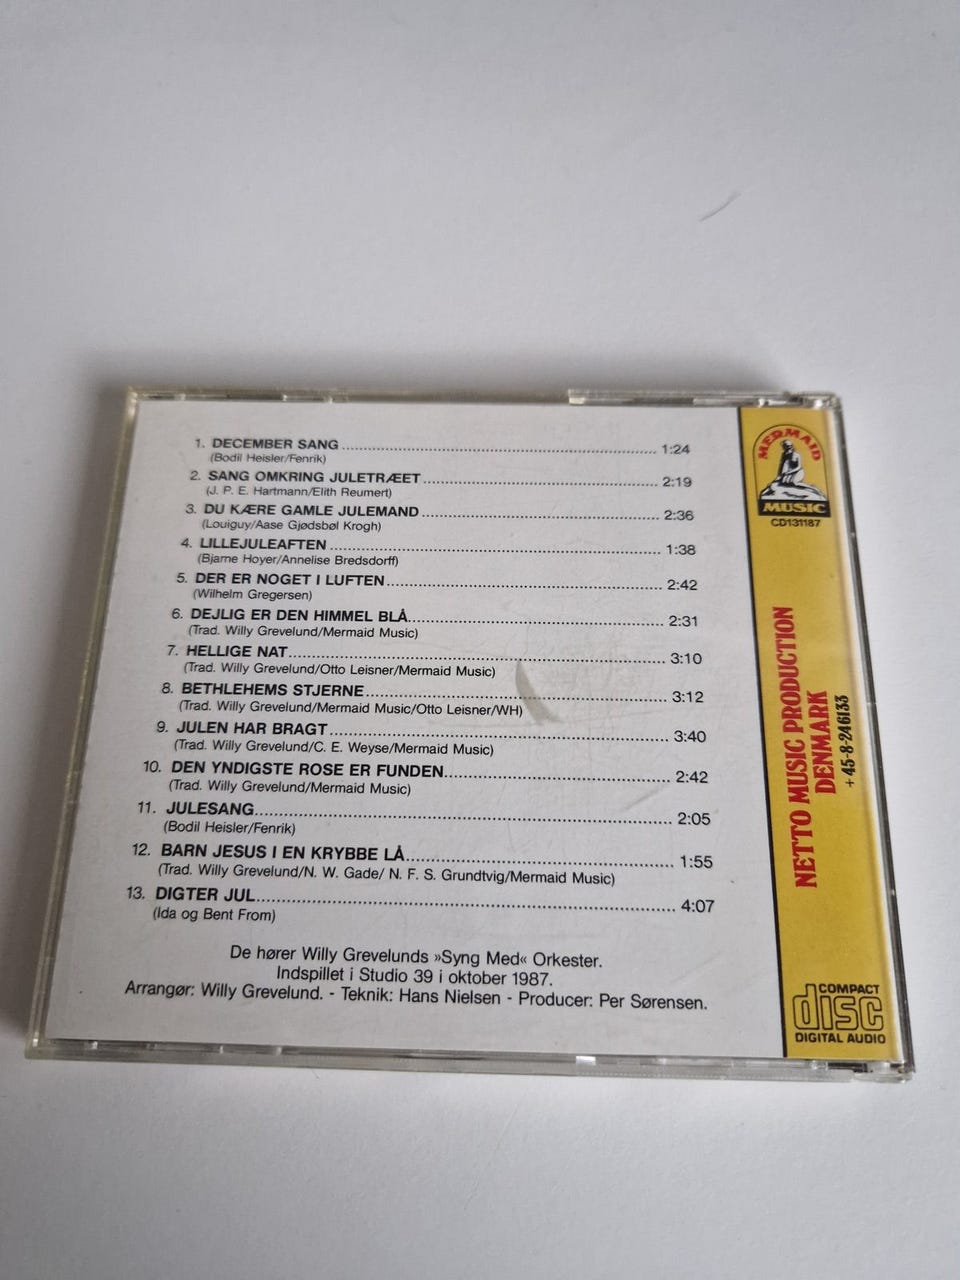 1. DECEMBER SANG 1:24
(Bodil Heisler/Fenrik)
2. SANG OMKRING JULETRÆET 2:19
(J. P. E. Hartmann/Elith Reumert)
3. DU KÆRE GAMLE JULEMAND 2:36
(Louiguy/Aase Gjødsbøl Krogh)
4. LILLEJULEAFTEN 1:38
(Bjarne Hoyer/Annelise Bredsdorff)
5. DER ER NOGET I LUFTEN 2:42
(Wilhelm Gregersen)
6. DEJLIG ER DEN HIMMEL BLÅ 2:31
(Trad. Willy Grevelund/Mermaid Music)
7. HELLIGE NAT 3:10
(Trad. Willy Grevelund/Otto Leisner/Mermaid Music)
8. BETHLEHEMS STJERNE 3:12
(Trad. Willy Grevelund/Mermaid Music/Otto Leisner/WH)
9. JULEN HAR BRAGT 3:40
(Trad. Willy Grevelund/C. E. Weyse/Mermaid Music)
10. DEN YNDIGSTE ROSE ER FUNDEN 2:42
(Trad. Willy Grevelund/Mermaid Music)
11. JULESANG 2:05
(Bodil Heisler/Fenrik)
12. BARN JESUS I EN KRYBBE LÅ 1:55
(Trad. Willy Grevelund/N. W. Gade/ N. F. S. Grundtvig/Mermaid Music)
13. DIGTER JUL 4:07
(Ida og Bent From)
De hører Willy Grevelunds »Syng Med« Orkester.
Indspillet i Studio 39 i oktober 1987.
Arrangør: Willy Grevelund. - Teknik: Hans Nielsen - Producer: Per Sørensen.
MERMAID
MUSIC
CD131187
NETTO MUSIC PRODUCTION
DENMARK
+45-8-246133
COMPACT
disc
DIGITAL AUDIO